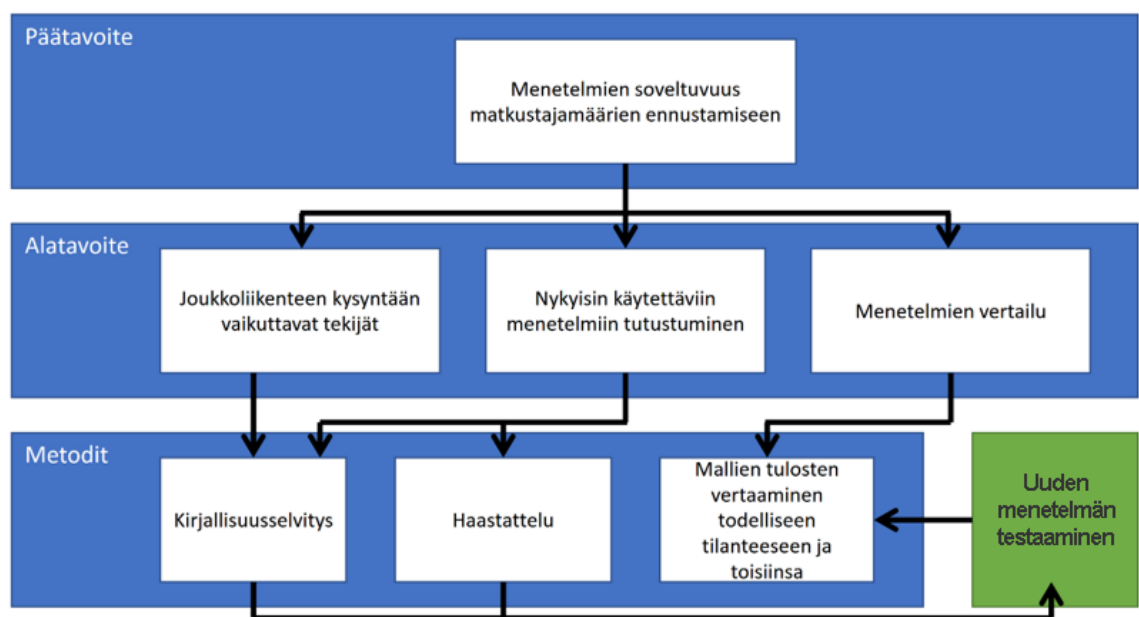 Päätavoite
Menetelmien soveltuvuus
matkustajamäärien ennustamiseen
Alatavoite
Joukkoliikenteen kysyntään
vaikuttavat tekijät
Nykyisin käytettäviin
menetelmiin tutustuminen
Menetelmien vertailu
Metodit
Kirjallisuusselvitys
Haastattelu
Mallien tulosten
vertaaminen
todelliseen
tilanteeseen ja
toisiinsa
Uuden
menetelmän
testaaminen